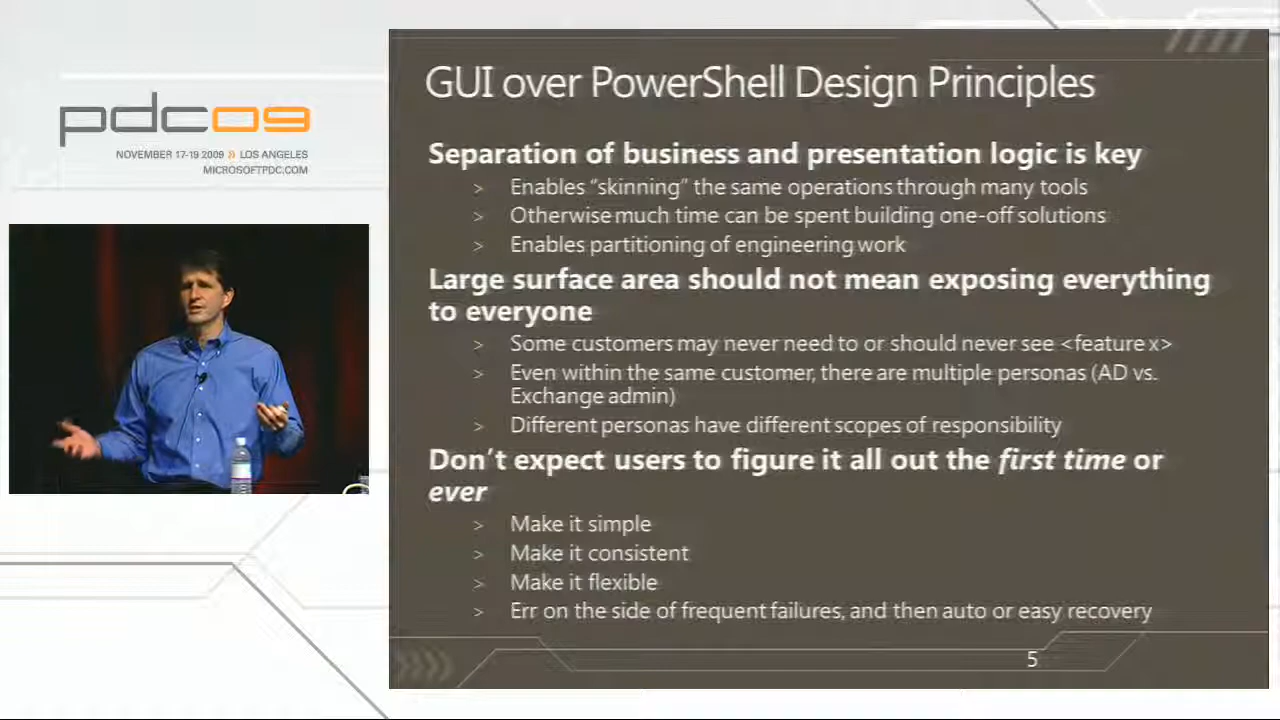 pdc09
NOVEMBER 17-19 2009 » LOS ANGELES
MICROSOFTPDC.COM
GUI over PowerShell Design Principles
Separation of business and presentation logic is key
> Enables “skinning” the same operations through many tools
> Otherwise much time can be spent building one-off solutions
> Enables partitioning of engineering work
Large surface area should not mean exposing everything
to everyone
> Some customers may never need to or should never see <feature x>
> Even within the same customer, there are multiple personas (AD vs.
Exchange admin)
> Different personas have different scopes of responsibility
Don’t expect users to figure it all out the first time or
ever
> Make it simple
> Make it consistent
> Make it flexible
> Err on the side of frequent failures, and then auto or easy recovery
5